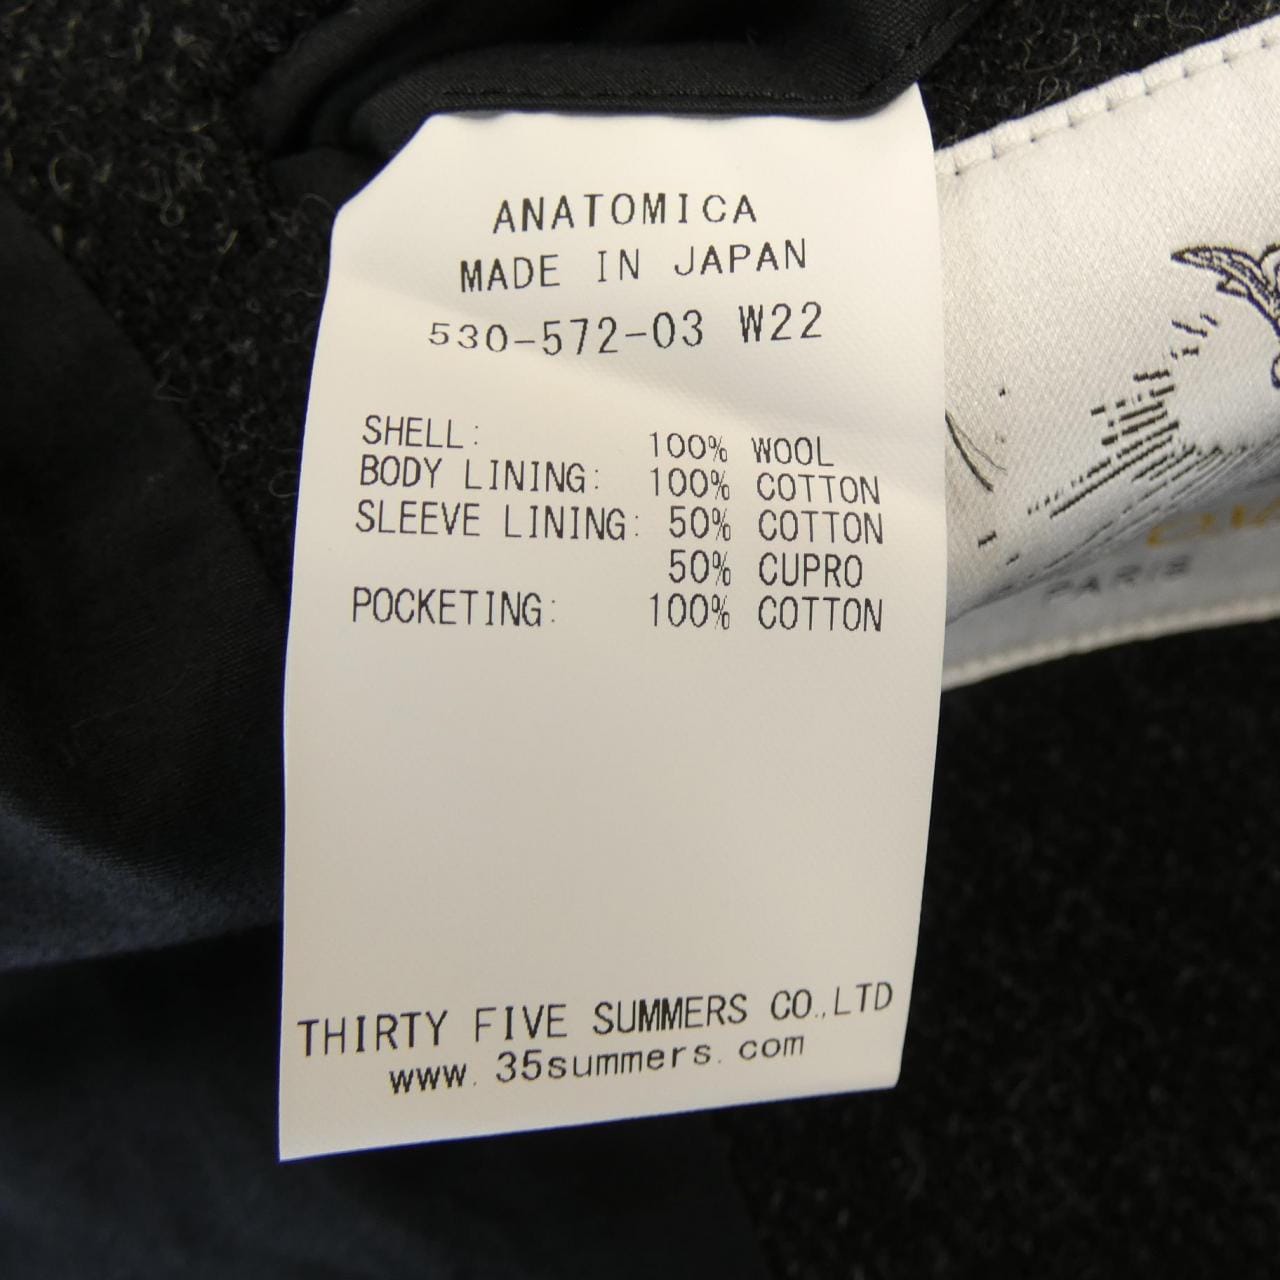 ANATOMICA
MADE IN JAPAN
530-572-03 W22
SHELL: 100% WOOL
BODY LINING: 100% COTTON
SLEEVE LINING: 50% COTTON
50% CUPRO
POCKETING: 100% COTTON
THIRTY FIVE SUMMERS CO.,LTD
www.35summers.com
PARIS